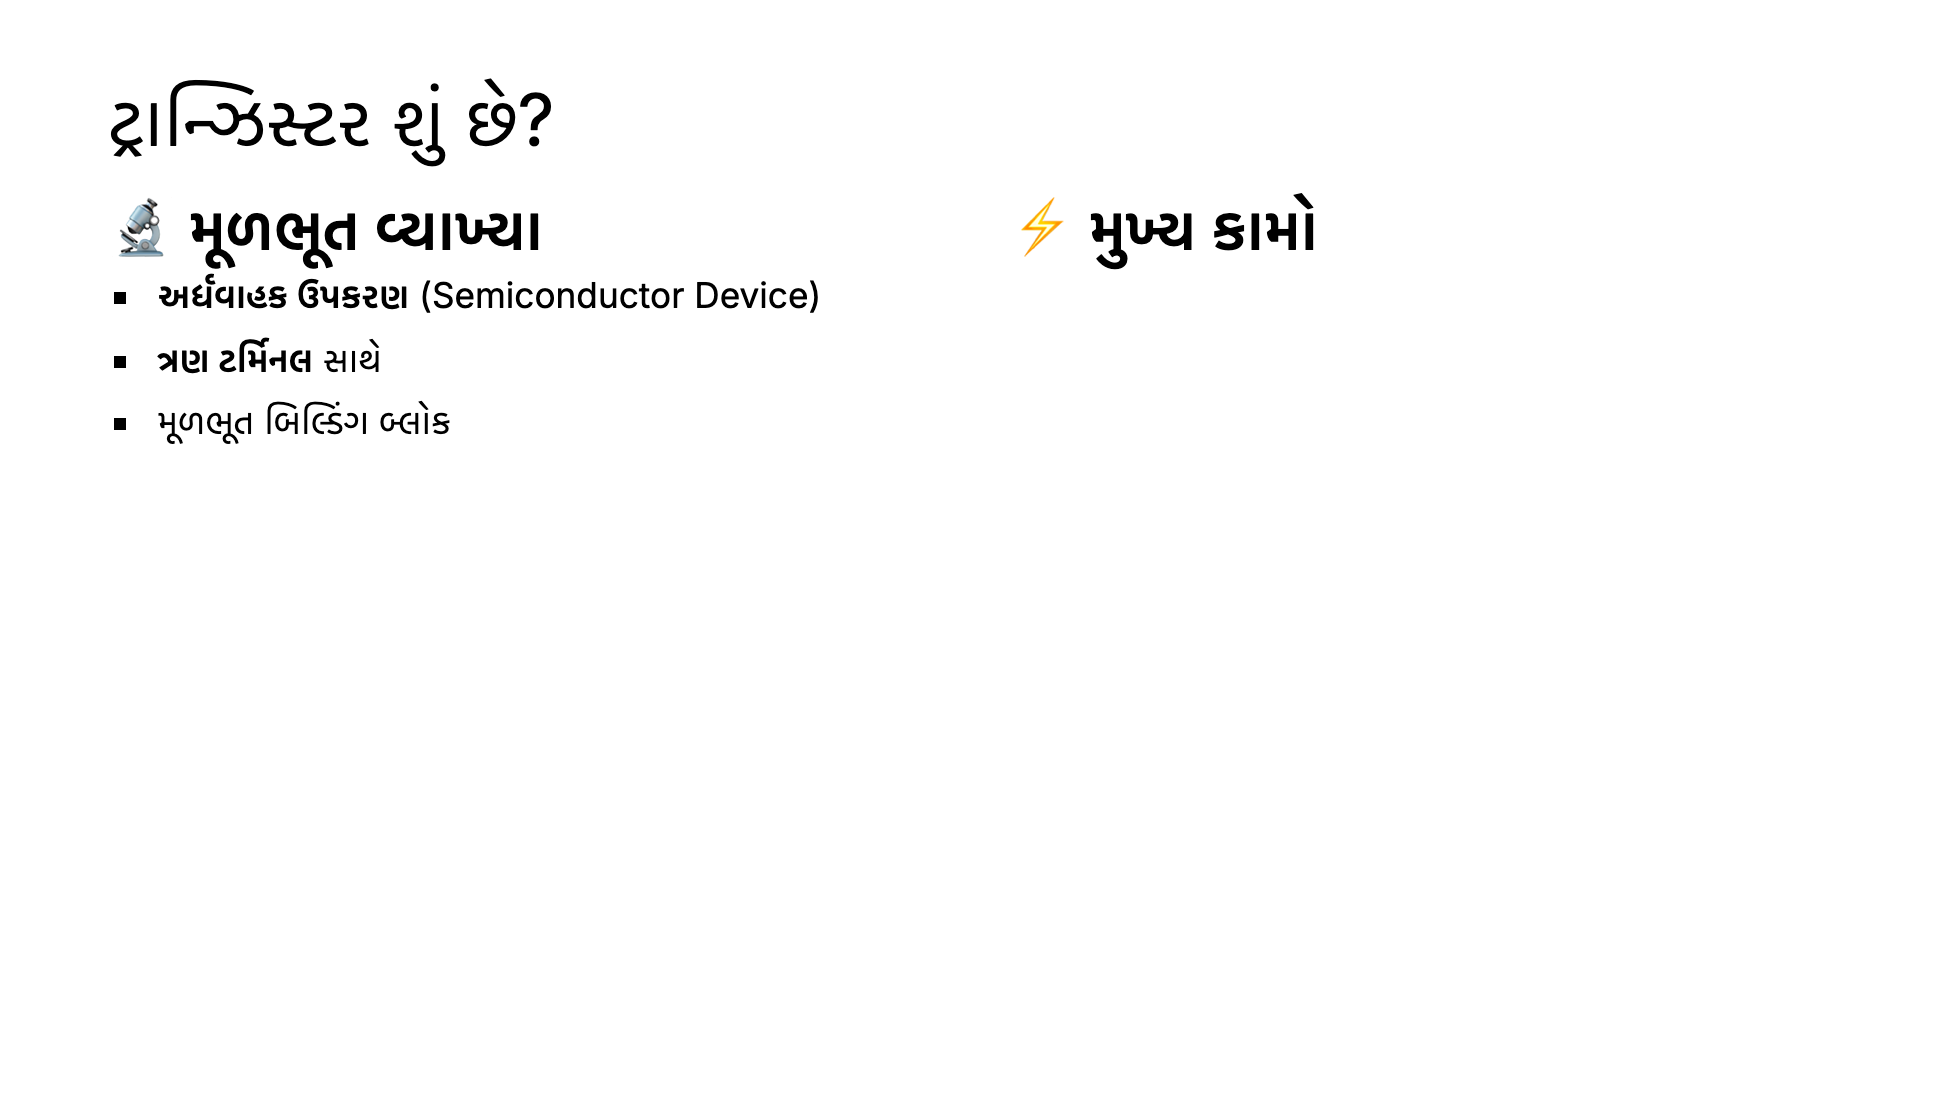 ટ્રાન્ઝિસ્ટર શું છે?
🔬 મૂળભૂત વ્યાખ્યા
▪ અર્ધવાહક ઉપકરણ (Semiconductor Device)
▪ ત્રણ ટર્મિનલ સાથે
▪ મૂળભૂત બિલ્ડિંગ બ્લોક
⚡ મુખ્ય કામો